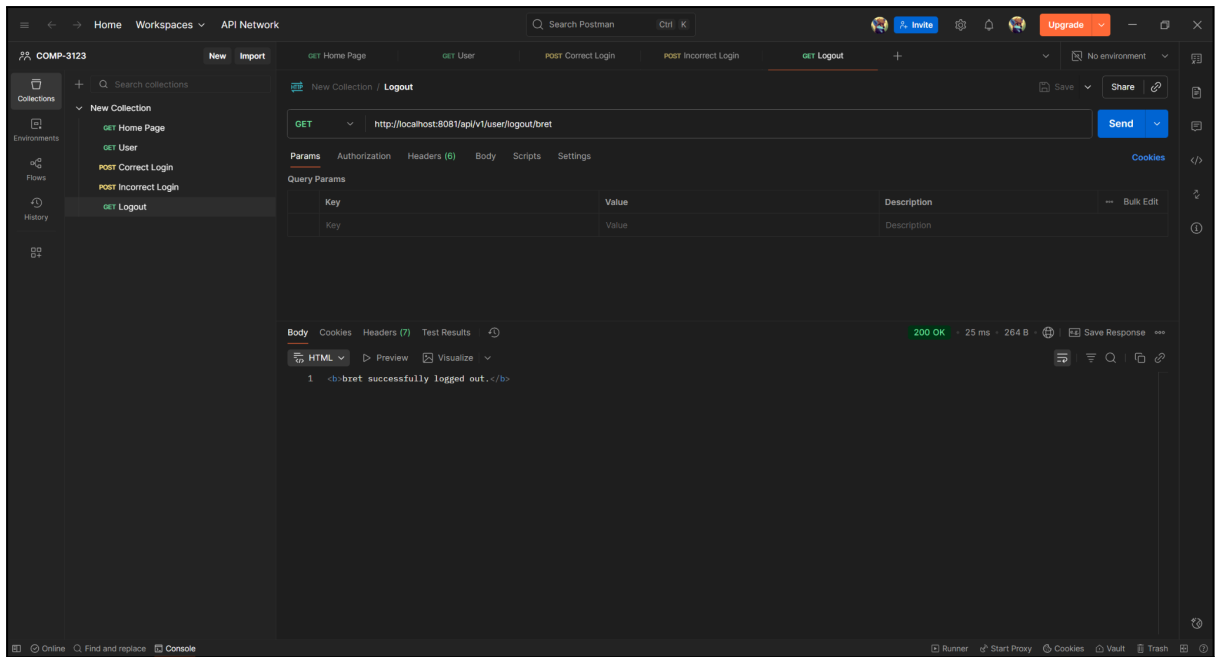 Home Workspaces API Network Search Postman Ctrl K Invite Upgrade
COMP-3123 New Import GET Home Page GET User POST Correct Login POST Incorrect Login GET Logout No environment
Collections Search collections
HTTP New Collection / Logout Save Share
New Collection
GET Home Page
GET http://localhost:8081/api/v1/user/logout/bret Send
Environments
GET User
POST Correct Login
Params Authorization Headers (6) Body Scripts Settings Cookies
Flows
POST Incorrect Login
Query Params
History
GET Logout
Key Value Description Bulk Edit
Key Value Description
Body Cookies Headers (7) Test Results 200 OK 25 ms 264 B Save Response
HTML Preview Visualize
1 <b>bret successfully logged out.</b>
Online Find and replace Console Runner Start Proxy Cookies Vault Trash